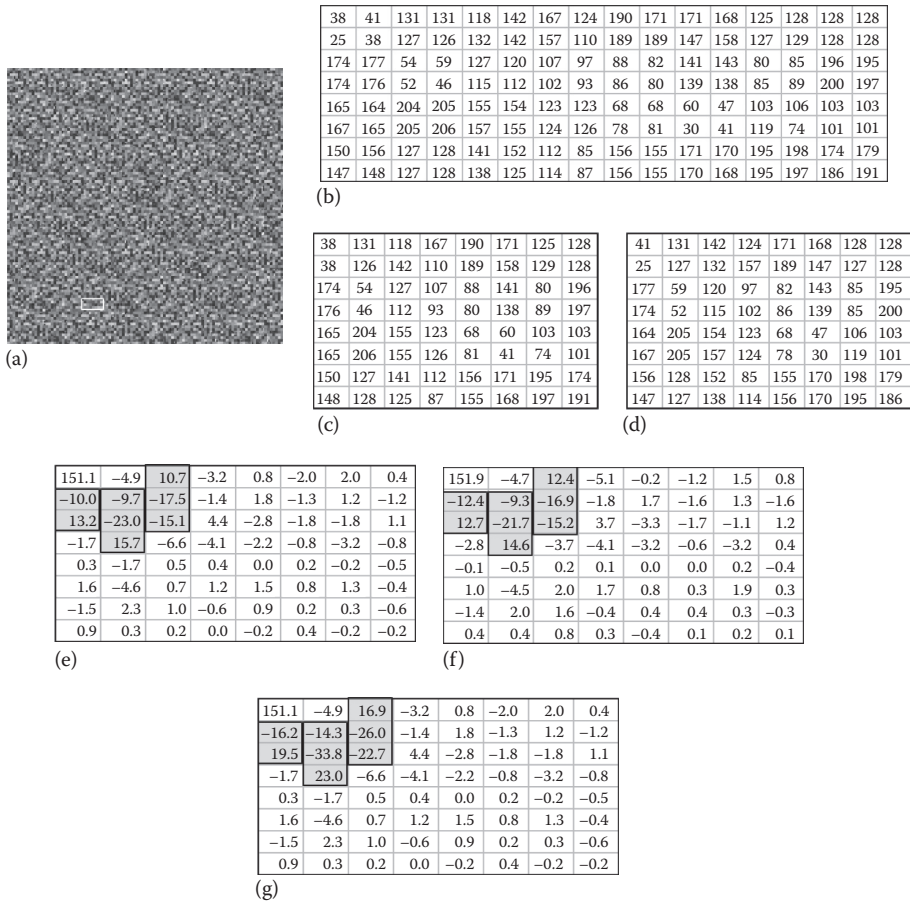 38 41 131 131 118 142 167 124 190 171 171 168 125 128 128 128
25 38 127 126 132 142 157 110 189 189 147 158 127 129 128 128
174 177 54 59 127 120 107 97 88 82 141 143 80 85 196 195
174 176 52 46 115 112 102 93 86 80 139 138 85 89 200 197
165 164 204 205 155 154 123 123 68 68 60 47 103 106 103 103
167 165 205 206 157 155 124 126 78 81 30 41 119 74 101 101
150 156 127 128 141 152 112 85 156 155 171 170 195 198 174 179
147 148 127 128 138 125 114 87 156 155 170 168 195 197 186 191
(b)
(a)
38 131 118 167 190 171 125 128
38 126 142 110 189 158 129 128
174 54 127 107 88 141 80 196
176 46 112 93 80 138 89 197
165 204 155 123 68 60 103 103
165 206 155 126 81 41 74 101
150 127 141 112 156 171 195 174
148 128 125 87 155 168 197 191
(c)
41 131 142 124 171 168 128 128
25 127 132 157 189 147 127 128
177 59 120 97 82 143 85 195
174 52 115 102 86 139 85 200
164 205 154 123 68 47 106 103
167 205 157 124 78 30 119 101
156 128 152 85 155 170 198 179
147 127 138 114 156 170 195 186
(d)
151.1 −4.9 10.7 −3.2 0.8 −2.0 2.0 0.4
−10.0 −9.7 −17.5 −1.4 1.8 −1.3 1.2 −1.2
13.2 −23.0 −15.1 4.4 −2.8 −1.8 −1.8 1.1
−1.7 15.7 −6.6 −4.1 −2.2 −0.8 −3.2 −0.8
0.3 −1.7 0.5 0.4 0.0 0.2 −0.2 −0.5
1.6 −4.6 0.7 1.2 1.5 0.8 1.3 −0.4
−1.5 2.3 1.0 −0.6 0.9 0.2 0.3 −0.6
0.9 0.3 0.2 0.0 −0.2 0.4 −0.2 −0.2
(e)
151.9 −4.7 12.4 −5.1 −0.2 −1.2 1.5 0.8
−12.4 −9.3 −16.9 −1.8 1.7 −1.6 1.3 −1.6
12.7 −21.7 −15.2 3.7 −3.3 −1.7 −1.1 1.2
−2.8 14.6 −3.7 −4.1 −3.2 −0.6 −3.2 0.4
−0.1 −0.5 0.2 0.1 0.0 0.0 0.2 −0.4
1.0 −4.5 2.0 1.7 0.8 0.3 1.9 0.3
−1.4 2.0 1.6 −0.4 0.4 0.4 0.3 −0.3
0.4 0.4 0.8 0.3 −0.4 0.1 0.2 0.1
(f)
151.1 −4.9 16.9 −3.2 0.8 −2.0 2.0 0.4
−16.2 −14.3 −26.0 −1.4 1.8 −1.3 1.2 −1.2
19.5 −33.8 −22.7 4.4 −2.8 −1.8 −1.8 1.1
−1.7 23.0 −6.6 −4.1 −2.2 −0.8 −3.2 −0.8
0.3 −1.7 0.5 0.4 0.0 0.2 −0.2 −0.5
1.6 −4.6 0.7 1.2 1.5 0.8 1.3 −0.4
−1.5 2.3 1.0 −0.6 0.9 0.2 0.3 −0.6
0.9 0.3 0.2 0.0 −0.2 0.4 −0.2 −0.2
(g)